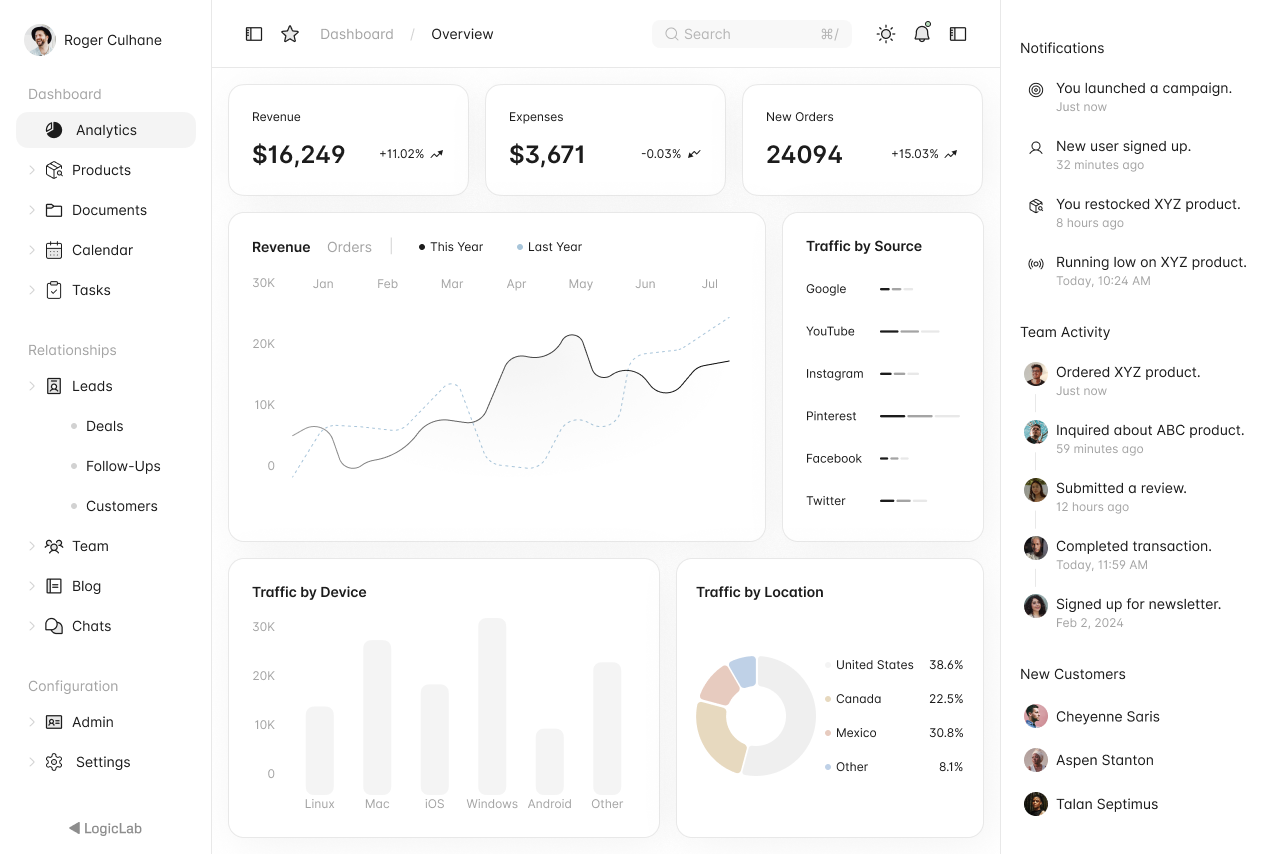 Roger Culhane
Dashboard
Analytics
Products
Documents
Calendar
Tasks
Relationships
Leads
Deals
Follow-Ups
Customers
Team
Blog
Chats
Configuration
Admin
Settings
LogicLab
Dashboard / Overview
Search ⌘/
Revenue
$16,249 +11.02%
Expenses
$3,671 -0.03%
New Orders
24094 +15.03%
Revenue Orders This Year Last Year
30K
20K
10K
0
Jan Feb Mar Apr May Jun Jul
Traffic by Source
Google
YouTube
Instagram
Pinterest
Facebook
Twitter
Traffic by Device
30K
20K
10K
0
Linux Mac iOS Windows Android Other
Traffic by Location
United States 38.6%
Canada 22.5%
Mexico 30.8%
Other 8.1%
Notifications
You launched a campaign.
Just now
New user signed up.
32 minutes ago
You restocked XYZ product.
8 hours ago
Running low on XYZ product.
Today, 10:24 AM
Team Activity
Ordered XYZ product.
Just now
Inquired about ABC product.
59 minutes ago
Submitted a review.
12 hours ago
Completed transaction.
Today, 11:59 AM
Signed up for newsletter.
Feb 2, 2024
New Customers
Cheyenne Saris
Aspen Stanton
Talan Septimus